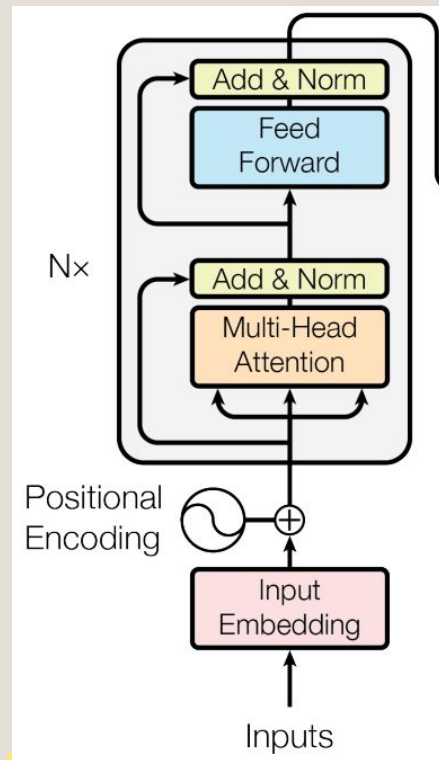 Add & Norm
Feed
Forward
N×
Add & Norm
Multi-Head
Attention
Positional
Encoding
Input
Embedding
Inputs